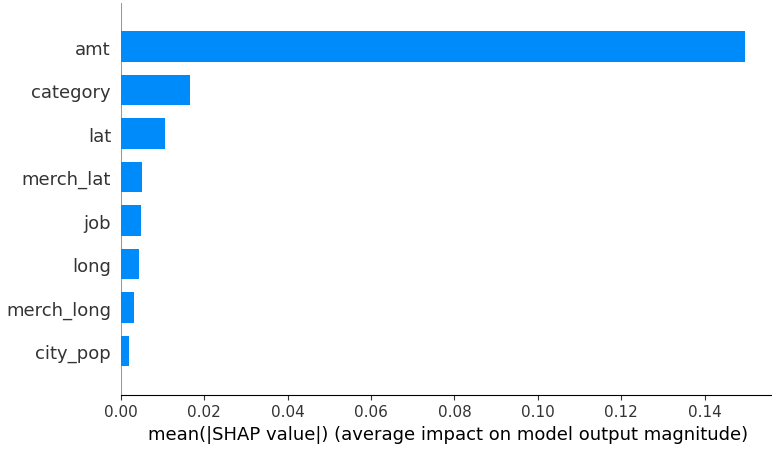 amt
category
lat
merch_lat
job
long
merch_long
city_pop
0.00 0.02 0.04 0.06 0.08 0.10 0.12 0.14
mean(|SHAP value|) (average impact on model output magnitude)